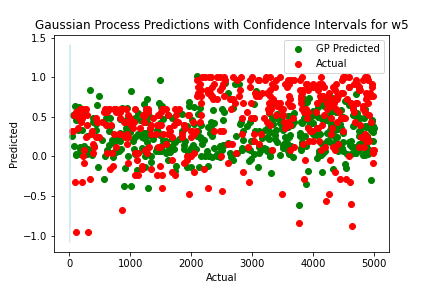 Gaussian Process Predictions with Confidence Intervals for w5
GP Predicted
Actual
Predicted
1.5
1.0
0.5
0.0
−0.5
−1.0
0
1000
2000
3000
4000
5000
Actual